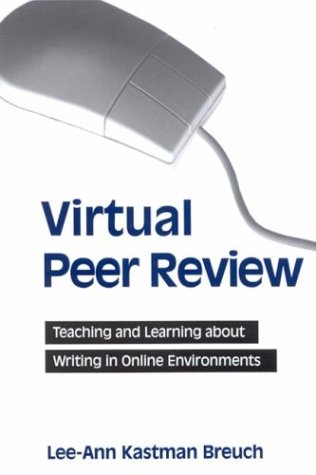 Virtual
Peer Review
Teaching and Learning about
Writing in Online Environments
Lee-Ann Kastman Breuch